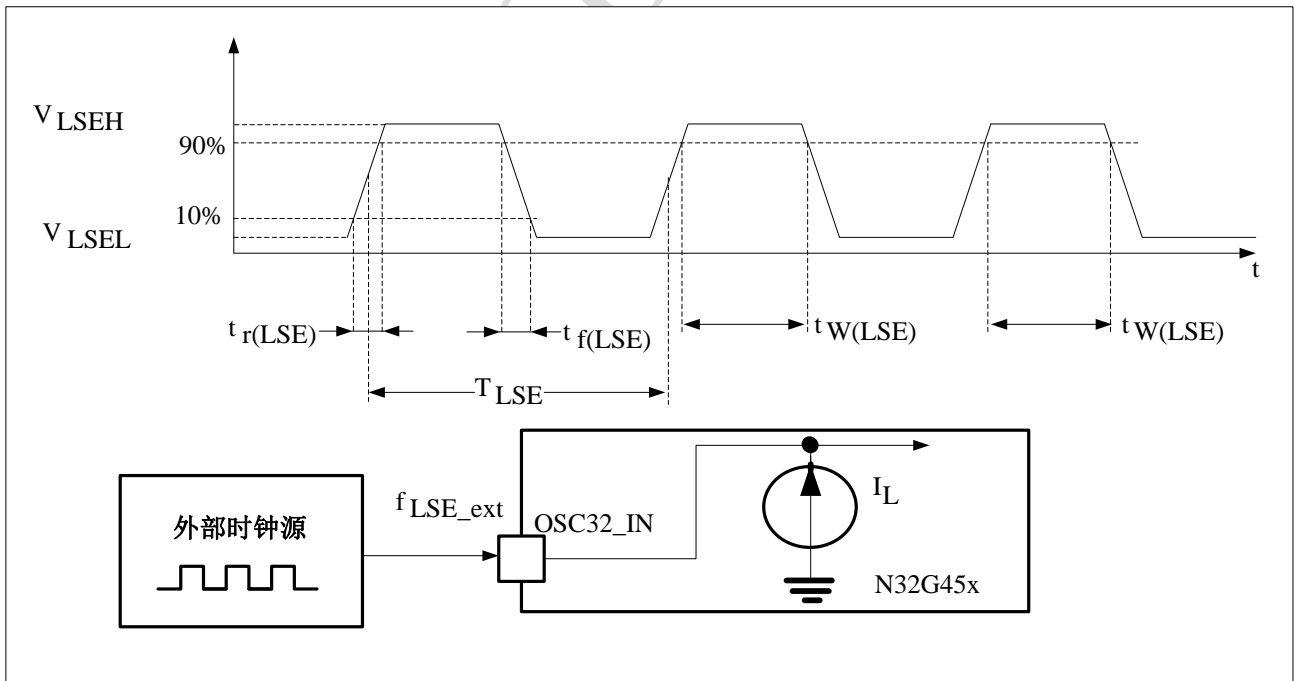 V LSEH
90%
10%
V LSEL
t
t r(LSE)
t f(LSE)
t W(LSE)
t W(LSE)
T LSE
外部时钟源
f LSE_ext
OSC32_IN
I L
N32G45x